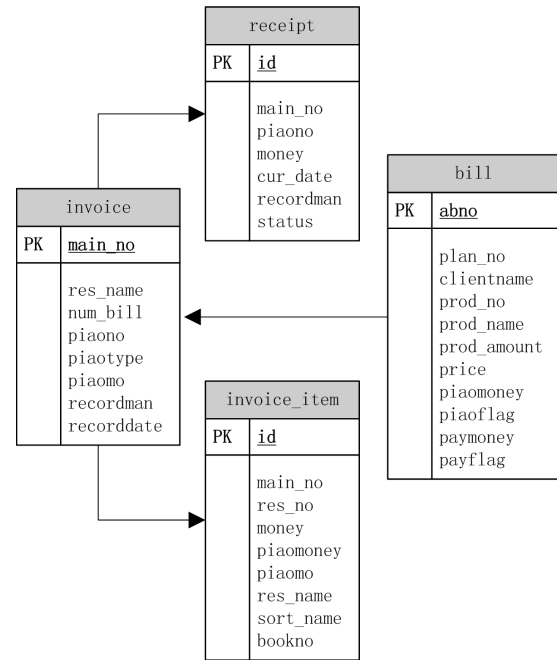 receipt
PK id
main_no
piaono
money
cur_date
recordman
status
invoice
PK main_no
res_name
num_bill
piaono
piaotype
piaomo
recordman
recorddate
bill
PK abno
plan_no
clientname
prod_no
prod_name
prod_amount
price
piaomoney
piaoflag
paymoney
payflag
invoice_item
PK id
main_no
res_no
money
piaomoney
piaomo
res_name
sort_name
bookno